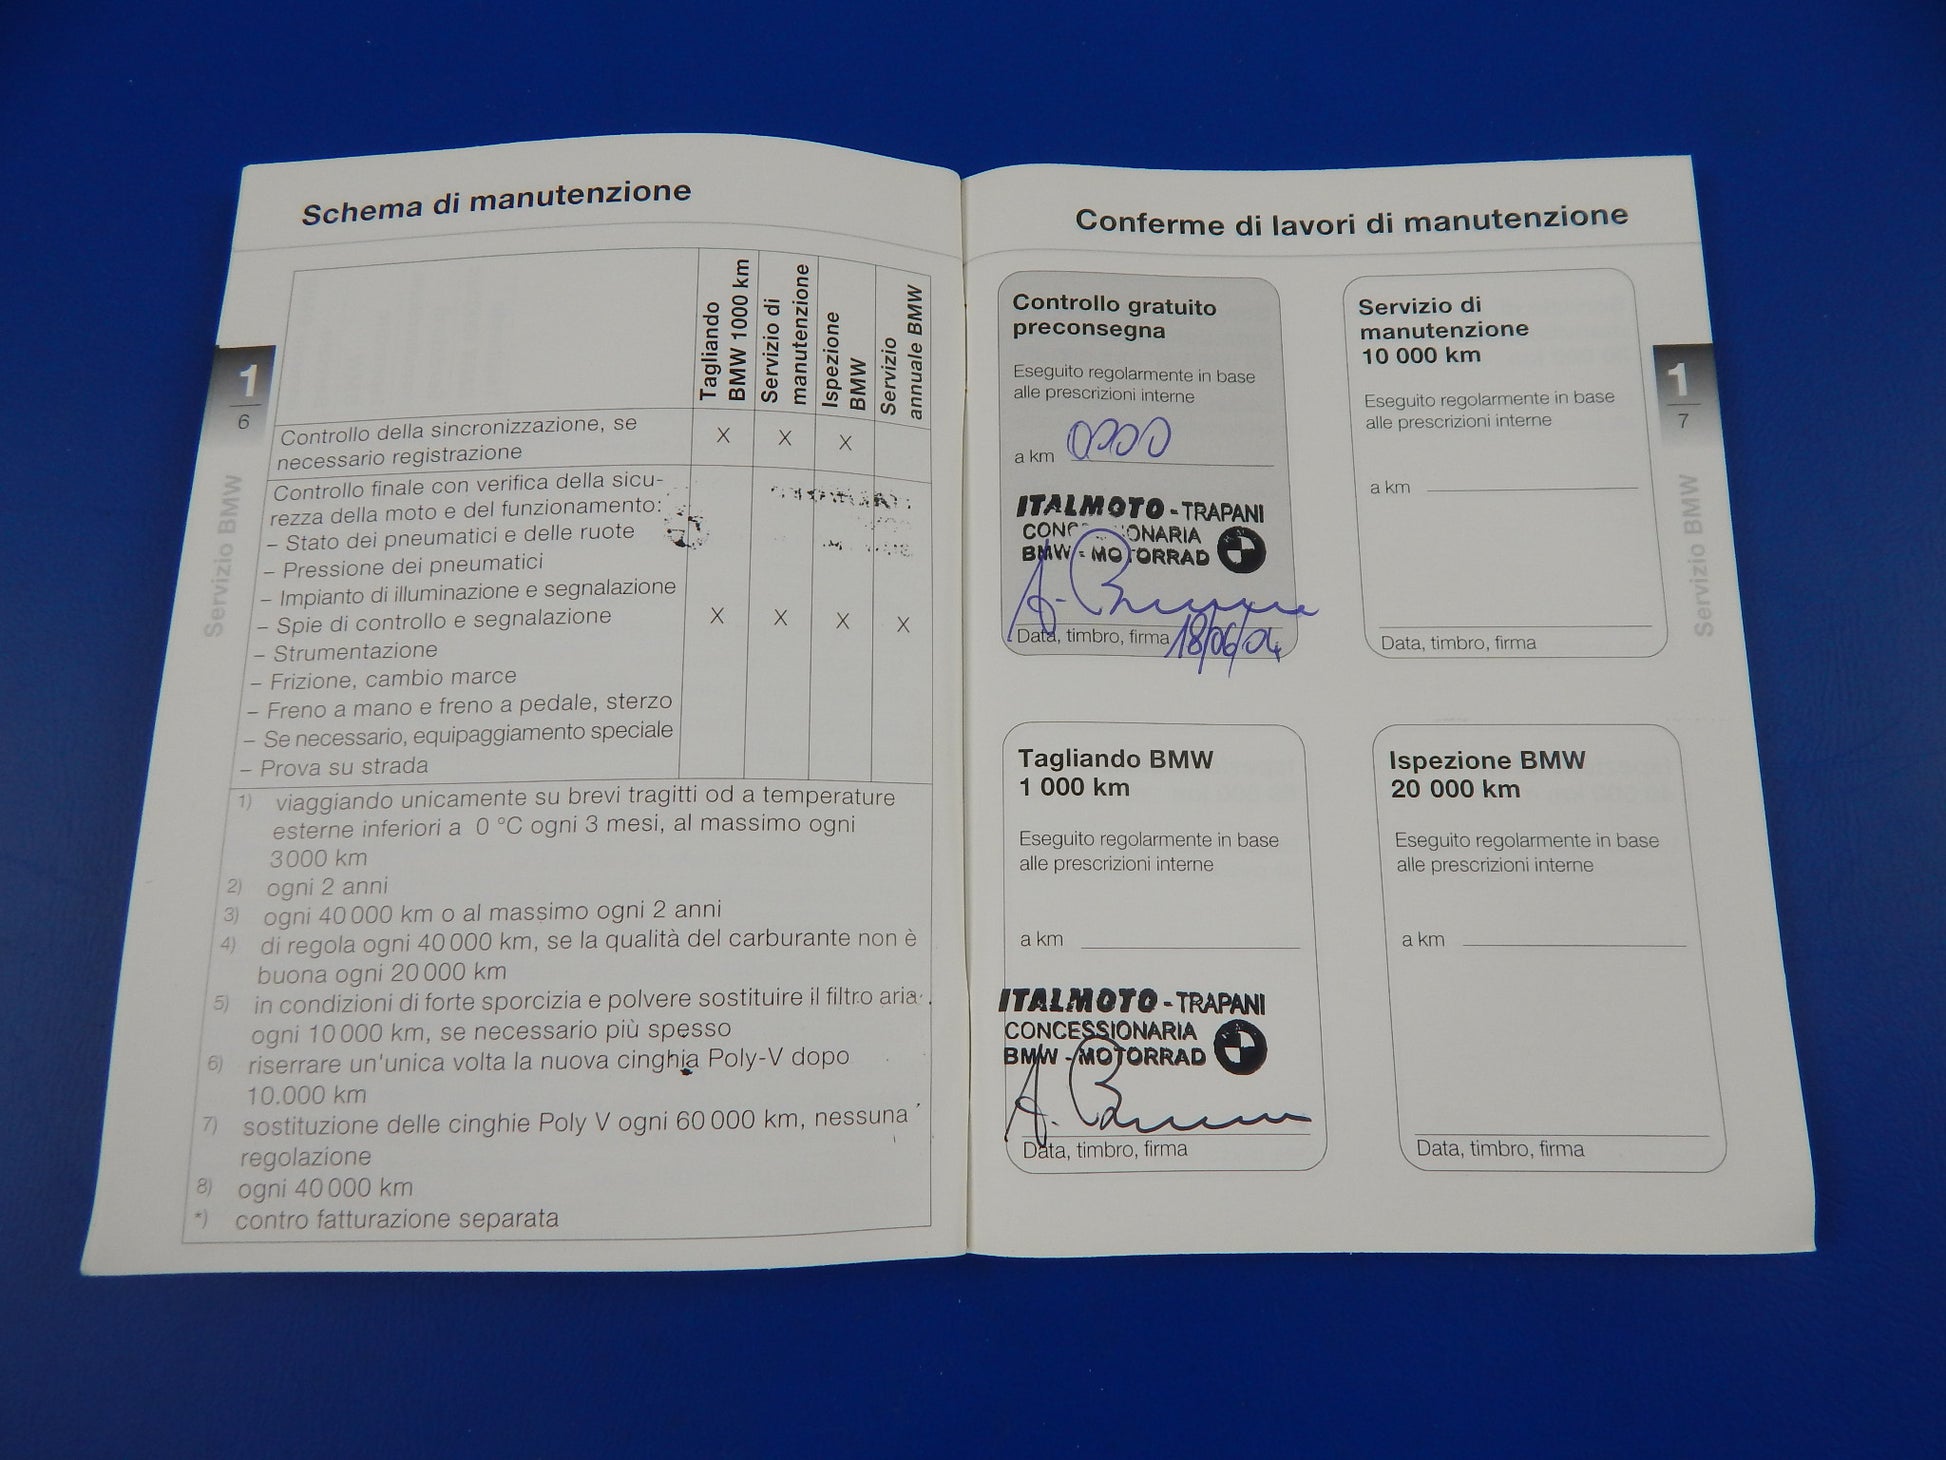 Schema di manutenzione
Tagliando
BMW 1000 km
Servizio di
manutenzione
Ispezione
BMW
Servizio
annuale BMW
1
6
Servizio BMW
Controllo della sincronizzazione, se
necessario registrazione
X X X
Controllo finale con verifica della sicu-
rezza della moto e del funzionamento:
– Stato dei pneumatici e delle ruote
– Pressione dei pneumatici
– Impianto di illuminazione e segnalazione
– Spie di controllo e segnalazione
X X X X
– Strumentazione
– Frizione, cambio marce
– Freno a mano e freno a pedale, sterzo
– Se necessario, equipaggiamento speciale
– Prova su strada
1) viaggiando unicamente su brevi tragitti od a temperature
esterne inferiori a 0 °C ogni 3 mesi, al massimo ogni
3000 km
2) ogni 2 anni
3) ogni 40 000 km o al massimo ogni 2 anni
4) di regola ogni 40 000 km, se la qualità del carburante non è
buona ogni 20 000 km
5) in condizioni di forte sporcizia e polvere sostituire il filtro aria
ogni 10 000 km, se necessario più spesso
6) riserrare un'unica volta la nuova cinghia Poly-V dopo
10.000 km
7) sostituzione delle cinghie Poly V ogni 60 000 km, nessuna
regolazione
8) ogni 40 000 km
*) contro fatturazione separata
Conferme di lavori di manutenzione
Controllo gratuito
preconsegna
Eseguito regolarmente in base
alle prescrizioni interne
a km 0000
ITALMOTO - TRAPANI
CONCESSIONARIA
BMW - MOTORRAD
Data, timbro, firma 18/06/04
Servizio di
manutenzione
10 000 km
Eseguito regolarmente in base
alle prescrizioni interne
a km
Data, timbro, firma
1
7
Servizio BMW
Tagliando BMW
1 000 km
Eseguito regolarmente in base
alle prescrizioni interne
a km
ITALMOTO - TRAPANI
CONCESSIONARIA
BMW - MOTORRAD
Data, timbro, firma
Ispezione BMW
20 000 km
Eseguito regolarmente in base
alle prescrizioni interne
a km
Data, timbro, firma